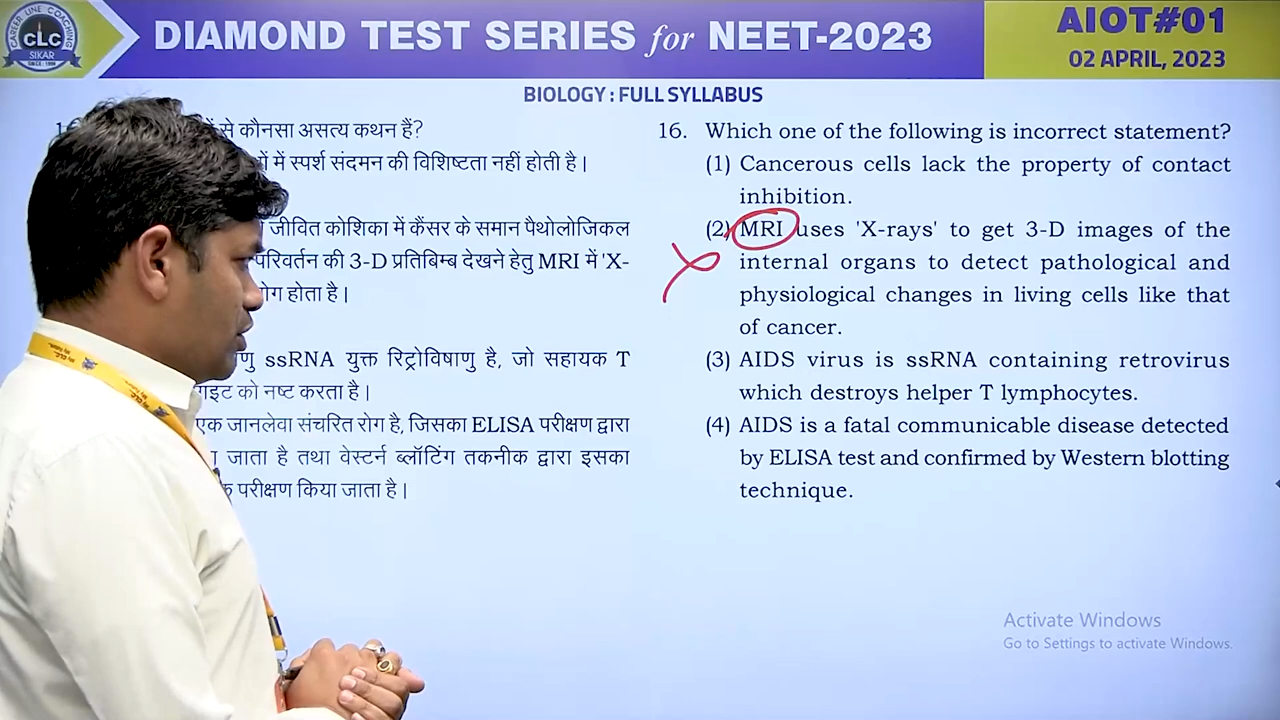 CAREER LINE COACHING
CLC
SIKAR
SINCE : 1996
DIAMOND TEST SERIES for NEET-2023
AIOT#01
02 APRIL, 2023
BIOLOGY : FULL SYLLABUS
से कौनसा असत्य कथन हैं?
में स्पर्श संदमन की विशिष्टता नहीं होती है।
जीवित कोशिका में कैंसर के समान पैथोलोजिकल
परिवर्तन की 3-D प्रतिबिम्ब देखने हेतु MRI में 'X-
होता है।
ssRNA युक्त रिट्रोविषाणु है, जो सहायक T
को नष्ट करता है।
एक जानलेवा संचरित रोग है, जिसका ELISA परीक्षण द्वारा
जाता है तथा वेस्टर्न ब्लॉटिंग तकनीक द्वारा इसका
परीक्षण किया जाता है।
16. Which one of the following is incorrect statement?
(1) Cancerous cells lack the property of contact
inhibition.
(2) MRI uses 'X-rays' to get 3-D images of the
internal organs to detect pathological and
physiological changes in living cells like that
of cancer.
(3) AIDS virus is ssRNA containing retrovirus
which destroys helper T lymphocytes.
(4) AIDS is a fatal communicable disease detected
by ELISA test and confirmed by Western blotting
technique.
Activate Windows
Go to Settings to activate Windows.